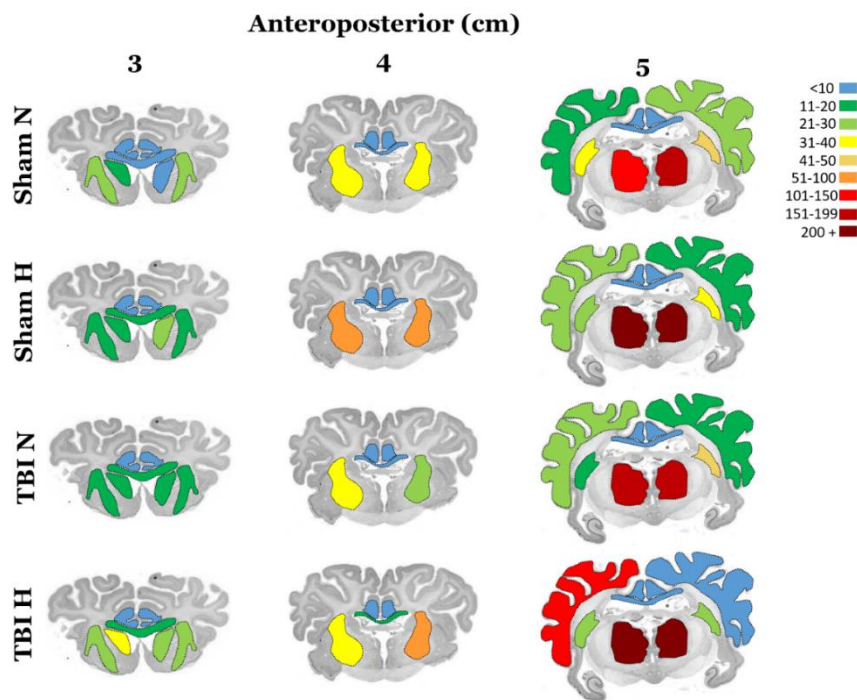 Anteroposterior (cm)
3 4 5
<10
11-20
21-30
31-40
41-50
51-100
101-150
151-199
200 +
Sham N
Sham H
TBI N
TBI H